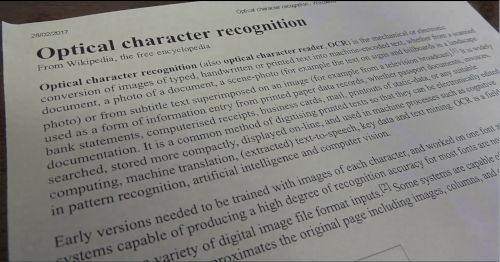 28/02/2017
Optical character recognition - Wikipedia
Optical character recognition
From Wikipedia, the free encyclopedia
Optical character recognition (also optical character reader, OCR) is the mechanical or electronic
conversion of images of typed, handwritten or printed text into machine-encoded text, whether from a scanned
document, a photo of a document, a scene-photo (for example the text on signs and billboards in a landscape
photo) or from subtitle text superimposed on an image (for example from a television broadcast). It is widely
used as a form of information entry from printed paper data records, whether passport documents, invoices,
bank statements, computerised receipts, business cards, mail, printouts of static-data, or any suitable
documentation. It is a common method of digitising printed texts so that they can be electronically edited,
searched, stored more compactly, displayed on-line, and used in machine processes such as cognitive
computing, machine translation, (extracted) text-to-speech, key data and text mining. OCR is a field
in pattern recognition, artificial intelligence and computer vision.
Early versions needed to be trained with images of each character, and worked on one font
systems capable of producing a high degree of recognition accuracy for most fonts are
variety of digital image file format inputs.[2] Some systems are capable
the original page including images, columns, and